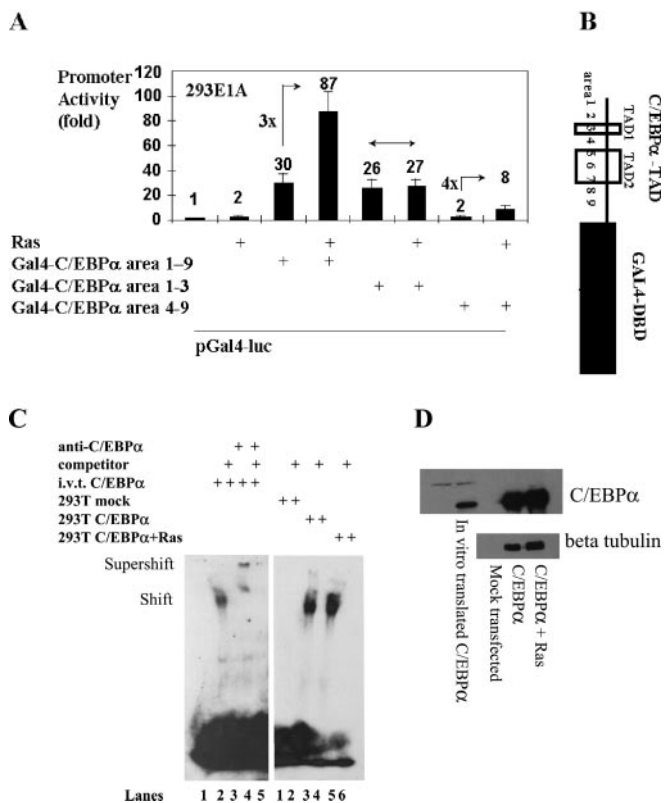 A
Promoter
Activity
(fold)
120
100
80
60
40
20
0
293E1A
3x
87
30
26
27
4x
1
2
2
8
Ras + + + +
Gal4-C/EBPα area 1–9 + +
Gal4-C/EBPα area 1-3 + +
Gal4-C/EBPα area 4-9 + +
pGal4-luc
B
C/EBPα -TAD
TAD1
TAD2
area 1 2 3 4 5 6 7 8 9
GAL4-DBD
C
anti-C/EBPα + +
competitor + + + + +
i.v.t. C/EBPα + + + +
293T mock + +
293T C/EBPα + +
293T C/EBPα+Ras + +
Supershift
Shift
Lanes 1 2 3 4 5 1 2 3 4 5 6
D
C/EBPα
beta tubulin
In vitro translated C/EBPα
Mock transfected
C/EBPα
C/EBPα + Ras